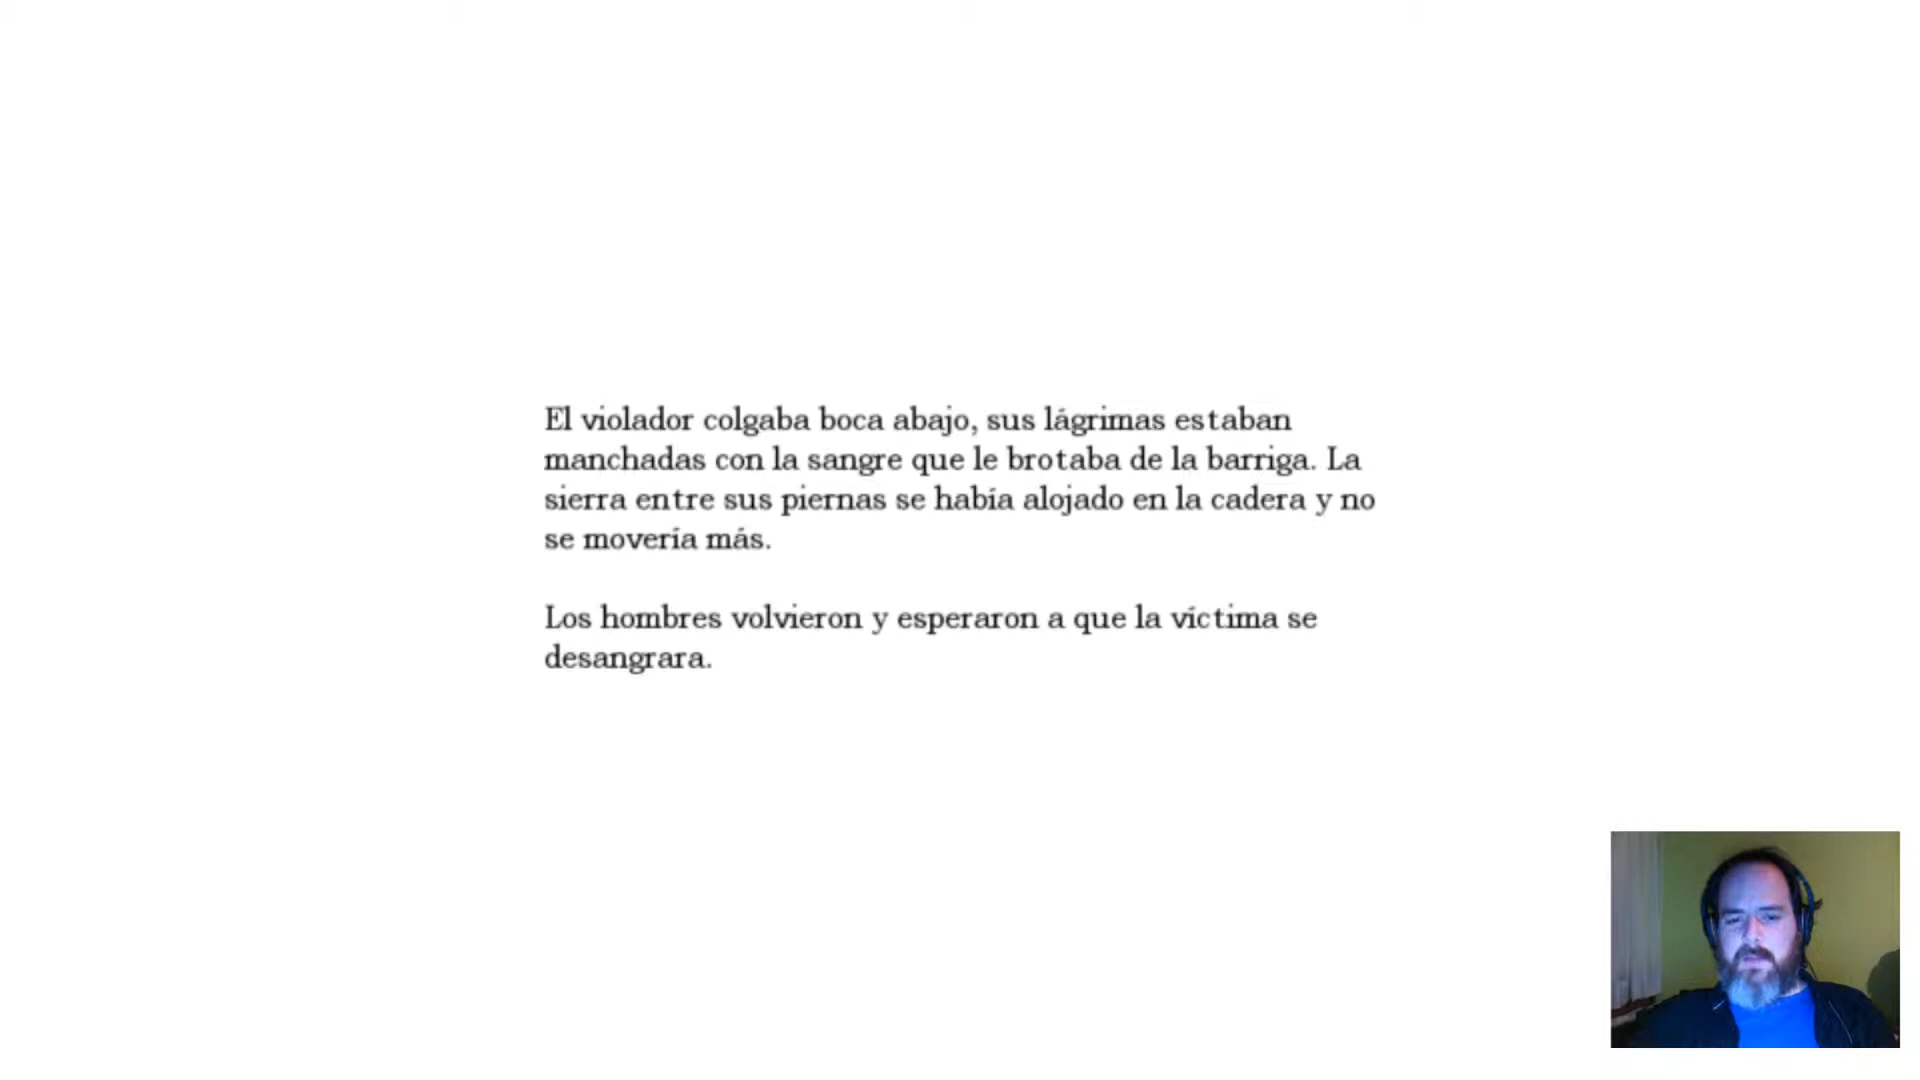 El violador colgaba boca abajo, sus lágrimas estaban
manchadas con la sangre que le brotaba de la barriga. La
sierra entre sus piernas se había alojado en la cadera y no
se movería más.
Los hombres volvieron y esperaron a que la víctima se
desangrara.